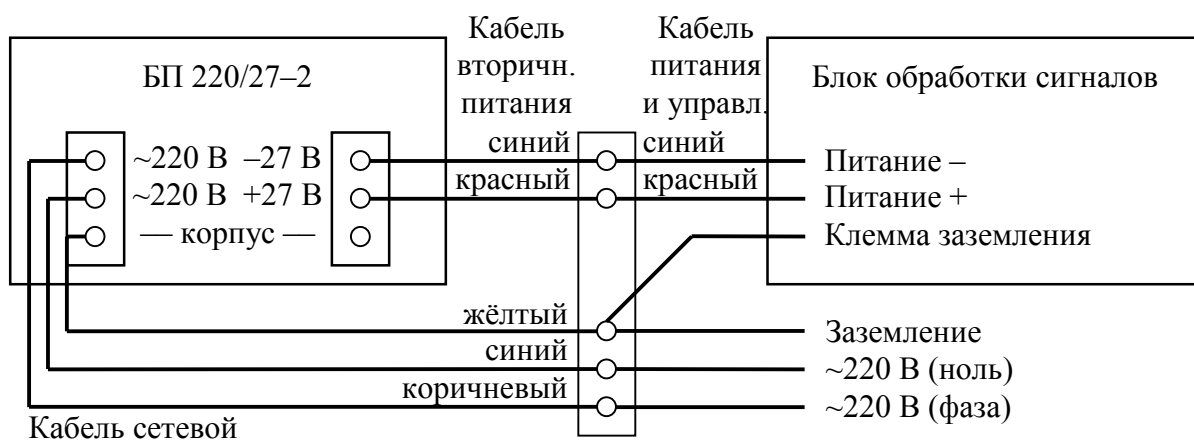 Кабель
вторичн.
питания
Кабель
питания
и управл.
БП 220/27–2
Блок обработки сигналов
~220 В –27 В
~220 В +27 В
— корпус —
синий
красный
синий
красный
Питание –
Питание +
Клемма заземления
жёлтый
синий
коричневый
Заземление
~220 В (ноль)
~220 В (фаза)
Кабель сетевой